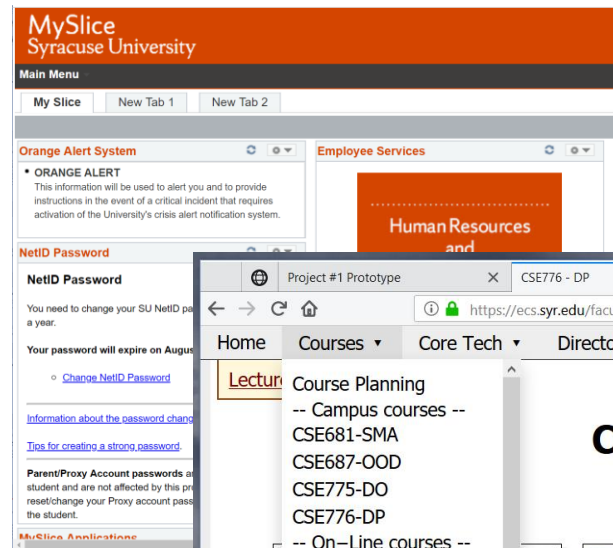 MySlice
Syracuse University
Main Menu
My Slice
New Tab 1
New Tab 2
Orange Alert System
• ORANGE ALERT
This information will be used to alert you and to provide
instructions in the event of a critical incident that requires
activation of the University's crisis alert notification system.
Employee Services
Human Resources
and
NetID Password
NetID Password
You need to change your SU NetID pa
a year.
Your password will expire on Augus
Change NetID Password
Information about the password chang
Tips for creating a strong password.
Parent/Proxy Account passwords a
student and are not affected by this pro
reset/change your Proxy account pass
the student.
MySlice Applications
Project #1 Prototype
CSE776 - DP
https://ecs.syr.edu/facu
Home
Courses ▾
Core Tech ▾
Directo
Lectur
Course Planning
-- Campus courses --
CSE681-SMA
CSE687-OOD
CSE775-DO
CSE776-DP
-- On-Line courses --